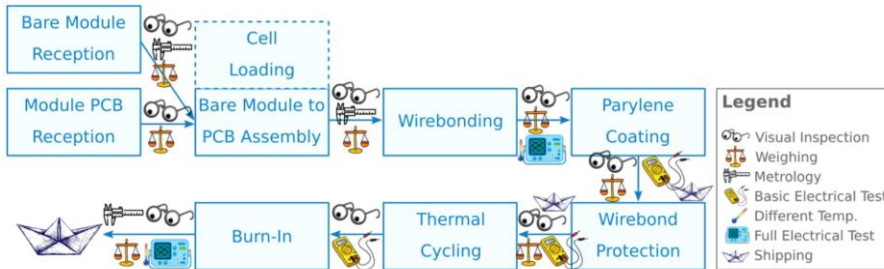 Bare Module
Reception
Cell
Loading
Module PCB
Reception
Bare Module to
PCB Assembly
Wirebonding
Parylene
Coating
Burn-In
Thermal
Cycling
Wirebond
Protection
Legend
Visual Inspection
Weighing
Metrology
Basic Electrical Test
Different Temp.
Full Electrical Test
Shipping